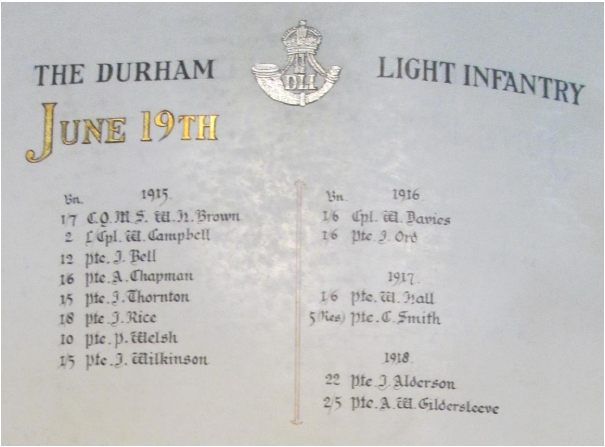 THE DURHAM LIGHT INFANTRY
DLI
JUNE 19TH
Bn. 1915.
1/7 C.Q.M.S. W.H. Brown
2 L/Cpl. W. Campbell
12 Pte. J. Bell
16 Pte. A. Chapman
15 Pte. J. Thornton
18 Pte J. Rice
10 Pte. P. Welsh
1/5 Pte. J. Wilkinson
Bn. 1916
1/6 Cpl. W. Davies
1/6 Pte. J. Ord
1917.
1/6 Pte. W. Hall
5(Res) Pte. C. Smith
1918.
22 Pte. J. Alderson
2/5 Pte. A. W. Gildersleeve